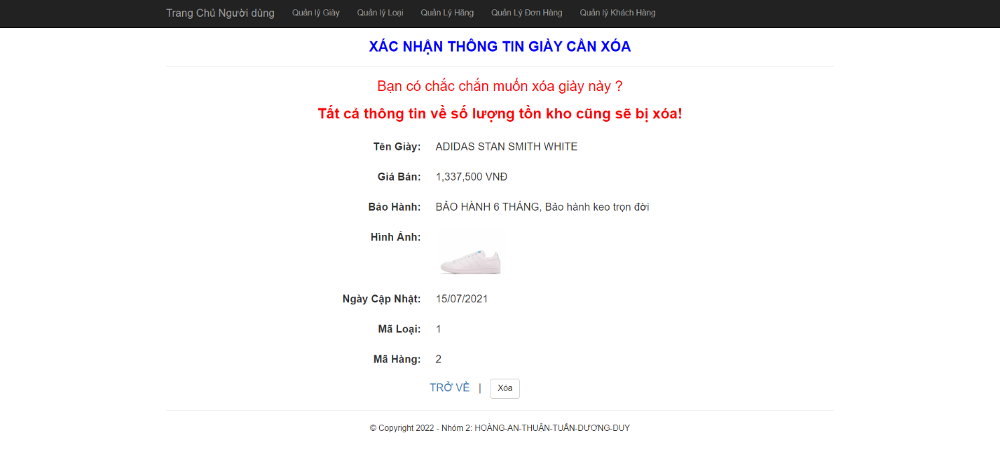 Trang Chủ Người dùng Quản lý Giày Quản lý Loại Quản Lý Hãng Quản Lý Đơn Hàng Quản lý Khách Hàng
XÁC NHẬN THÔNG TIN GIÀY CẦN XÓA
Bạn có chắc chắn muốn xóa giày này ?
Tất cả thông tin về số lượng tồn kho cũng sẽ bị xóa!
Tên Giày: ADIDAS STAN SMITH WHITE
Giá Bán: 1,337,500 VNĐ
Bảo Hành: BẢO HÀNH 6 THÁNG, Bảo hành keo trọn đời
Hình Ảnh:
Ngày Cập Nhật: 15/07/2021
Mã Loại: 1
Mã Hàng: 2
TRỞ VỀ | Xóa
© Copyright 2022 - Nhóm 2: HOÀNG-AN-THUẬN-TUẤN-DƯƠNG-DUY